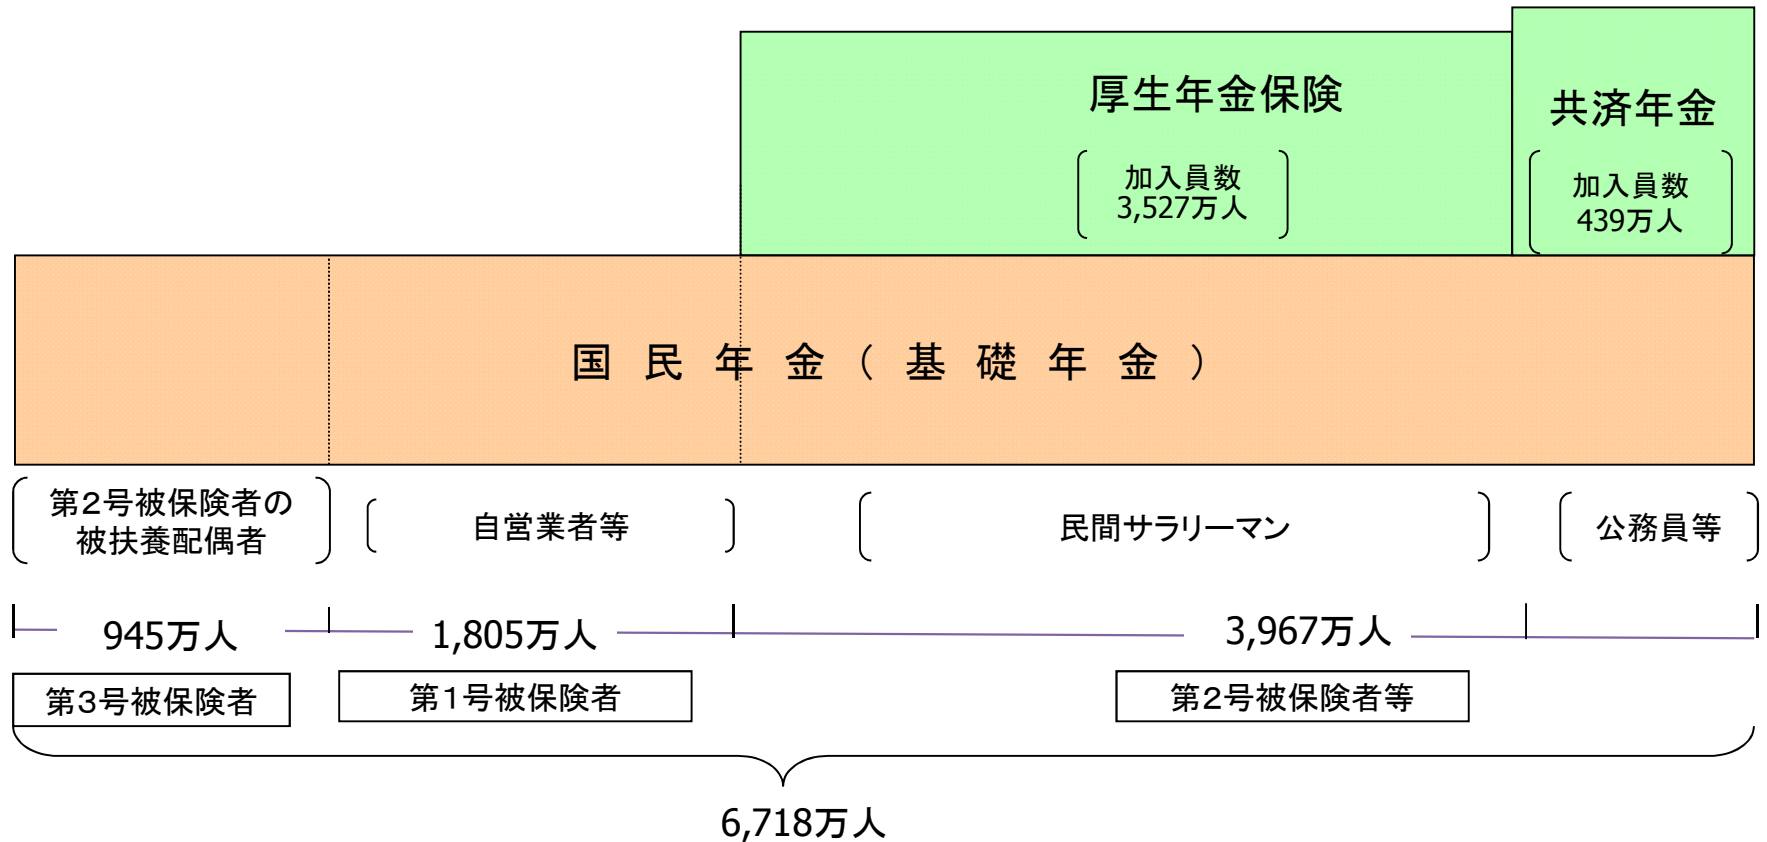 厚生年金保険
加入員数
3,527万人
共済年金
加入員数
439万人
国民年金(基礎年金)
第2号被保険者の
被扶養配偶者
自営業者等
民間サラリーマン
公務員等
945万人
1,805万人
3,967万人
第3号被保険者
第1号被保険者
第2号被保険者等
6,718万人